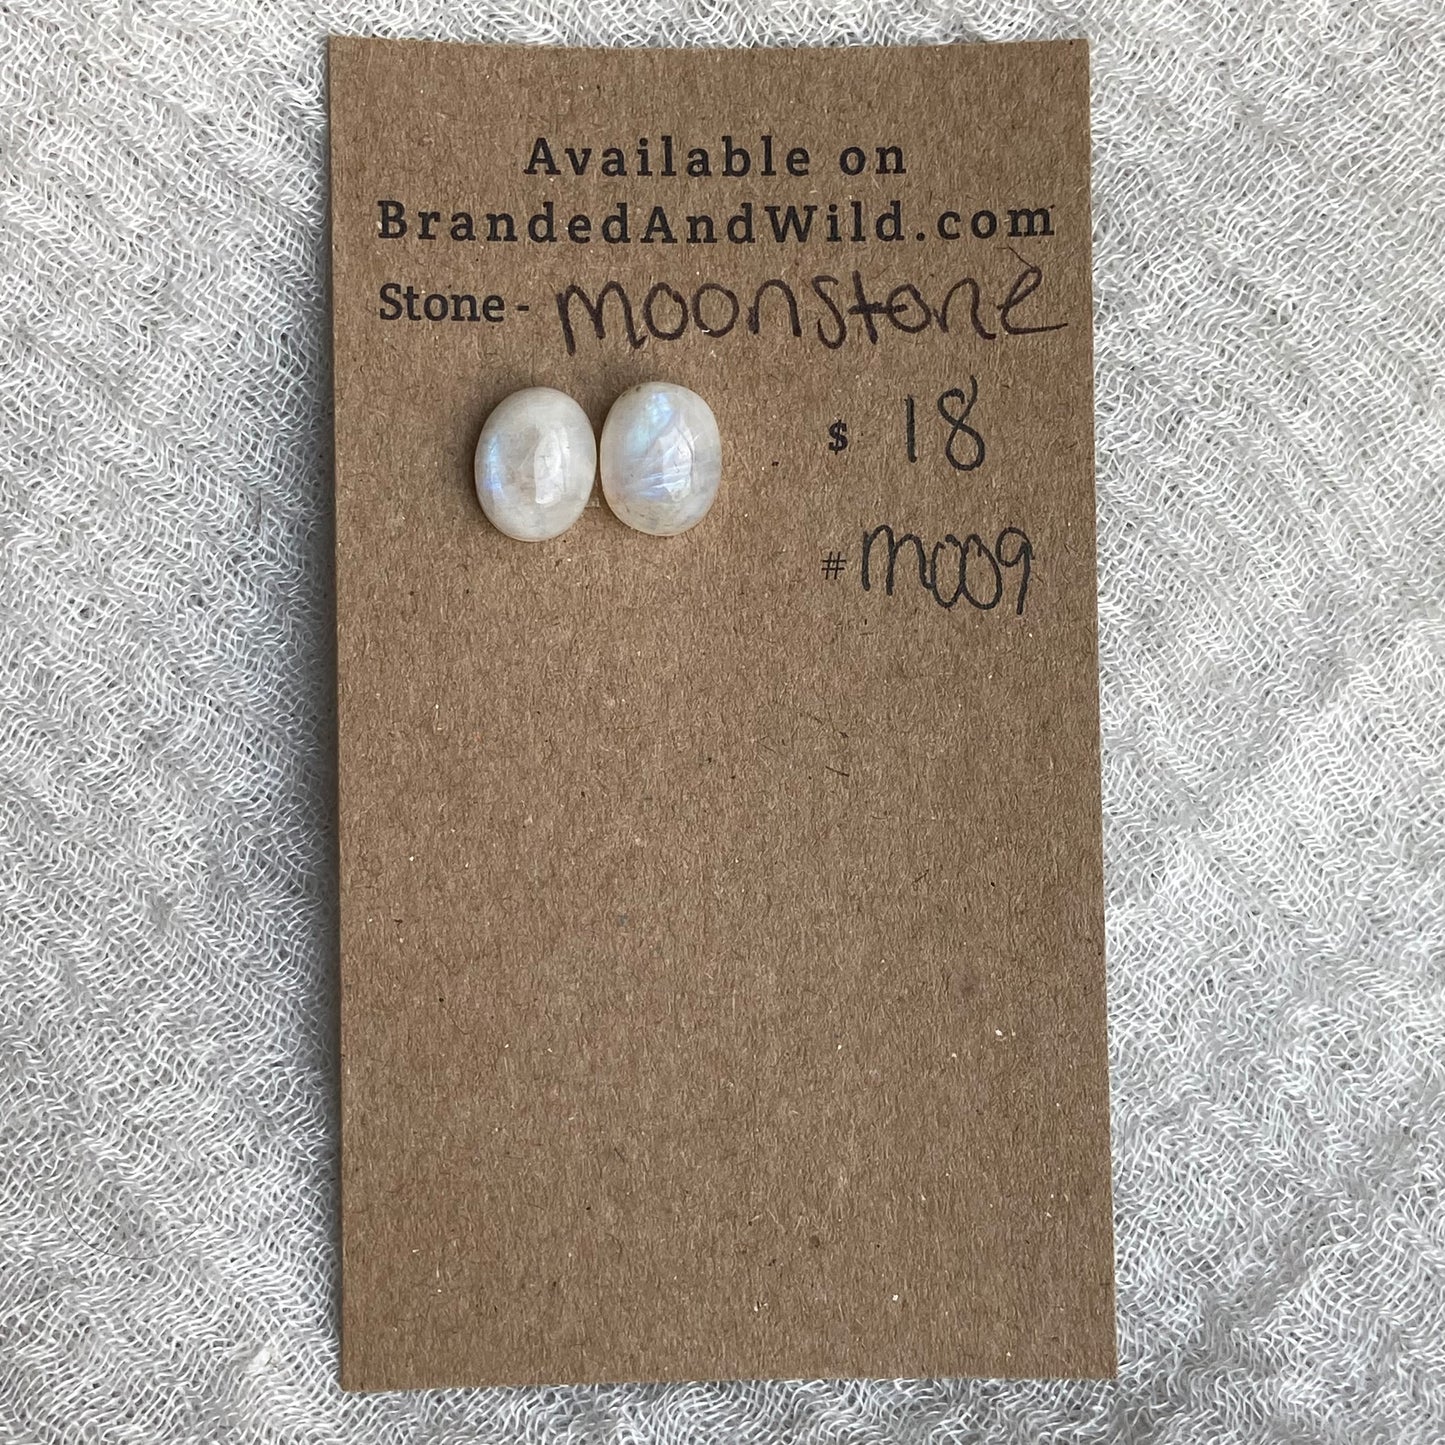 Available on
BrandedAndWild.com
Stone - moonstone
$ 18
# M009